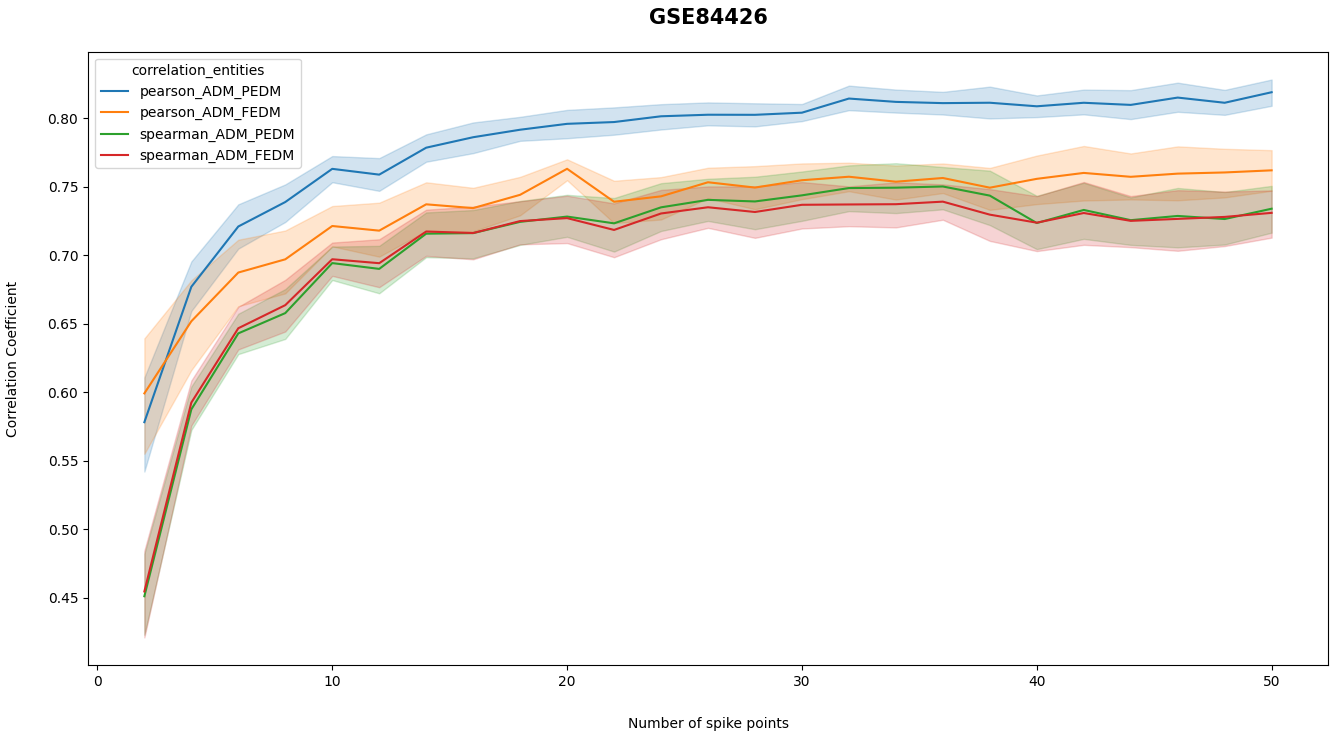 GSE84426
correlation_entities
pearson_ADM_PEDM
pearson_ADM_FEDM
spearman_ADM_PEDM
spearman_ADM_FEDM
Correlation Coefficient
0.80
0.75
0.70
0.65
0.60
0.55
0.50
0.45
0 10 20 30 40 50
Number of spike points